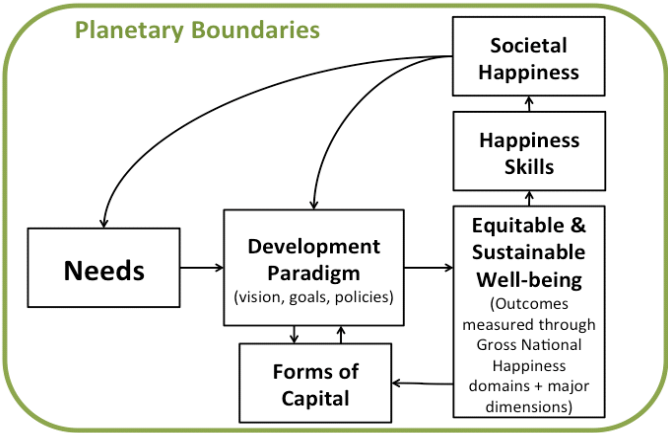 Planetary Boundaries
Societal
Happiness
Happiness
Skills
Needs
Development
Paradigm
(vision, goals, policies)
Equitable &
Sustainable
Well-being
(Outcomes
measured through
Gross National
Happiness
domains + major
dimensions)
Forms of
Capital